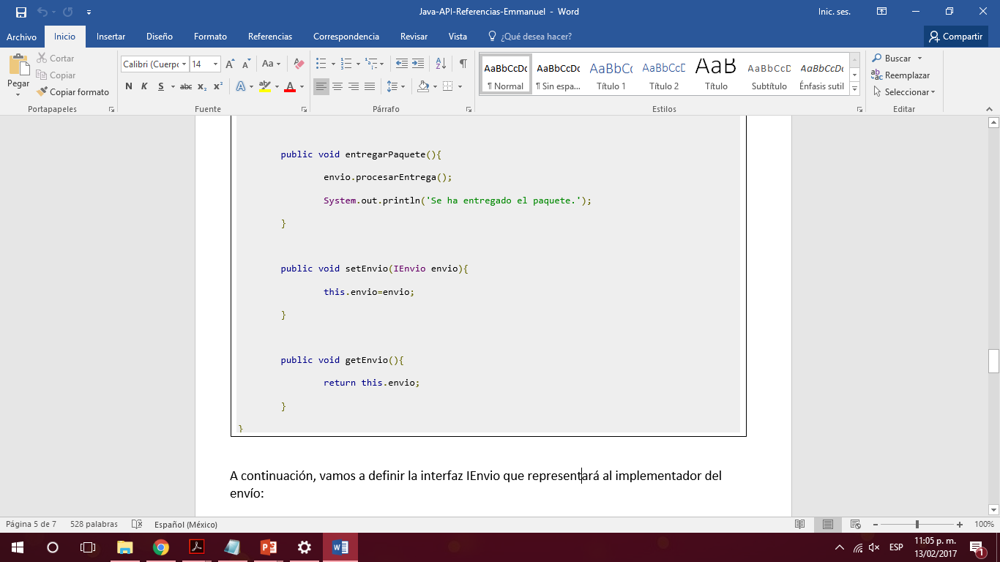 Java-API-Referencias-Emmanuel - Word
Inic. ses.
Archivo Inicio Insertar Diseño Formato Referencias Correspondencia Revisar Vista ¿Qué desea hacer? Compartir
Pegar
Cortar
Copiar
Copiar formato
Portapapeles
Calibri (Cuerpo 14
Aa
N K S abc x₂ x²
A A
Fuente
Párrafo
AaBbCcDc AaBbCcDc AaBbCc AaBbCcD AaB AaBbCcD AaBbCcDc
¶ Normal ¶ Sin espa... Título 1 Título 2 Título Subtítulo Énfasis sutil
Estilos
Buscar
Reemplazar
Seleccionar
Editar
public void entregarPaquete(){
envio.procesarEntrega();
System.out.println('Se ha entregado el paquete.');
}
public void setEnvio(IEnvio envio){
this.envio=envio;
}
public void getEnvio(){
return this.envio;
}
}
A continuación, vamos a definir la interfaz IEnvio que representará al implementador del
envío:
Página 5 de 7 528 palabras Español (México) 100%
ESP
11:05 p. m.
13/02/2017
1